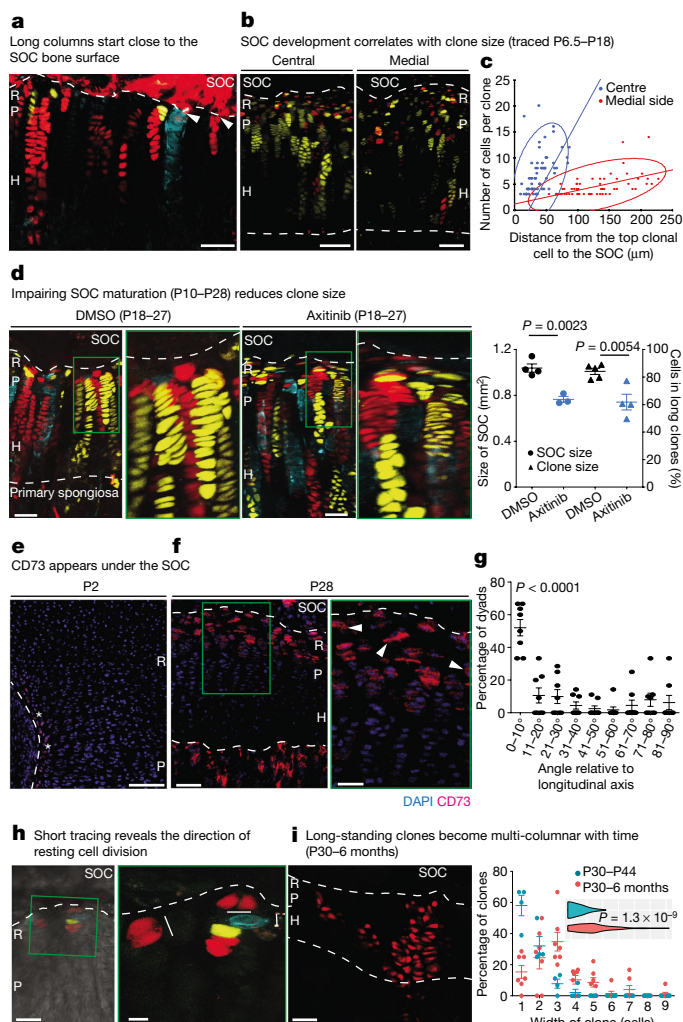 a
Long columns start close to the
SOC bone surface
SOC
R
P
H
b
SOC development correlates with clone size (traced P6.5–P18)
Central
Medial
SOC
R
P
H
SOC
R
P
H
c
Number of cells per clone
25
20
15
10
5
0
Centre
Medial side
0 50 100 150 200 250
Distance from the top clonal
cell to the SOC (μm)
d
Impairing SOC maturation (P10–P28) reduces clone size
DMSO (P18–27)
Axitinib (P18–27)
SOC
R
P
H
Primary spongiosa
SOC
R
P
H
P = 0.0023
P = 0.0054
Size of SOC (mm²)
1.2
0.8
0.4
0
SOC size
Clone size
100
80
60
40
20
0
Cells in long clones (%)
DMSO
Axitinib
DMSO
Axitinib
e
CD73 appears under the SOC
P2
R
P
*
*
f
P28
SOC
R
P
H
DAPI CD73
g
P < 0.0001
Percentage of dyads
80
60
40
20
0
0–10°
11–20°
21–30°
31–40°
41–50°
51–60°
61–70°
71–80°
81–90°
Angle relative to
longitudinal axis
h
Short tracing reveals the direction of
resting cell division
SOC
R
P
i
Long-standing clones become multi-columnar with time
(P30–6 months)
SOC
R
P
H
Percentage of clones
80
60
40
20
0
P30–P44
P30–6 months
P = 1.3 × 10⁻⁹
1 2 3 4 5 6 7 8 9
Width of clone (cells)